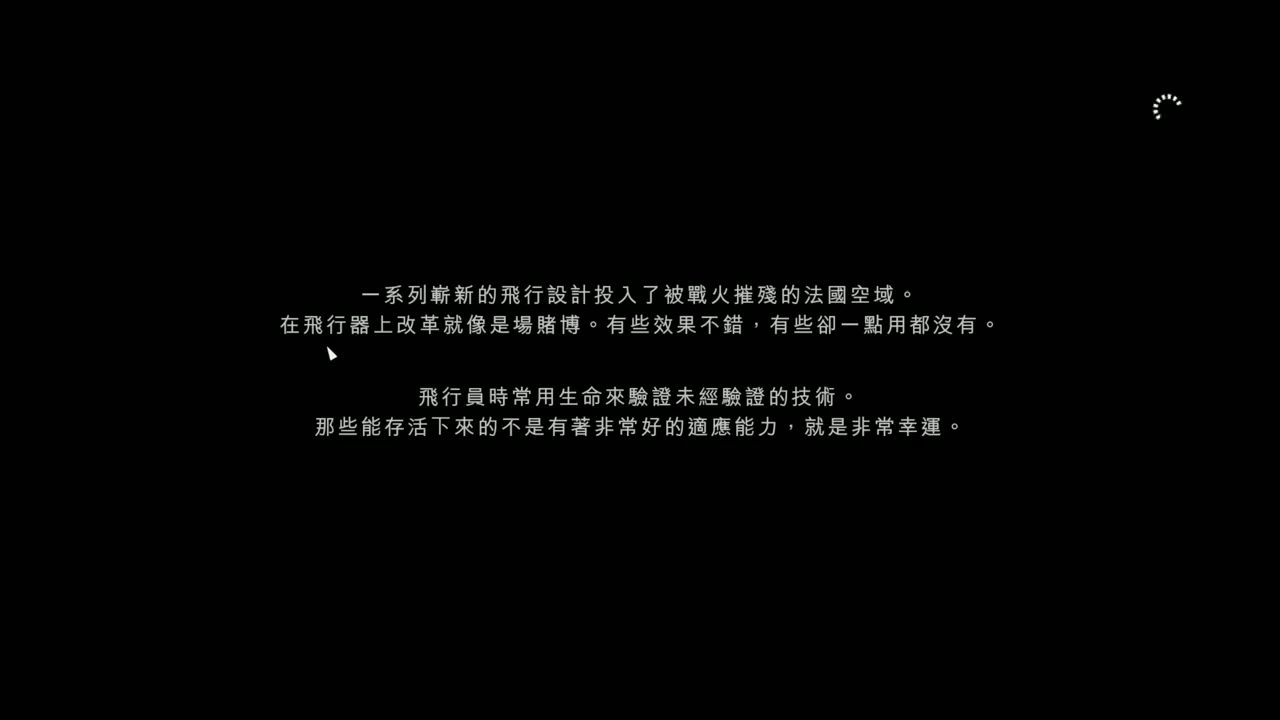 一系列嶄新的飛行設計投入了被戰火摧殘的法國空域。
在飛行器上改革就像是場賭博。有些效果不錯，有些卻一點用都沒有。
飛行員時常用生命來驗證未經驗證的技術。
那些能存活下來的不是有著非常好的適應能力，就是非常幸運。